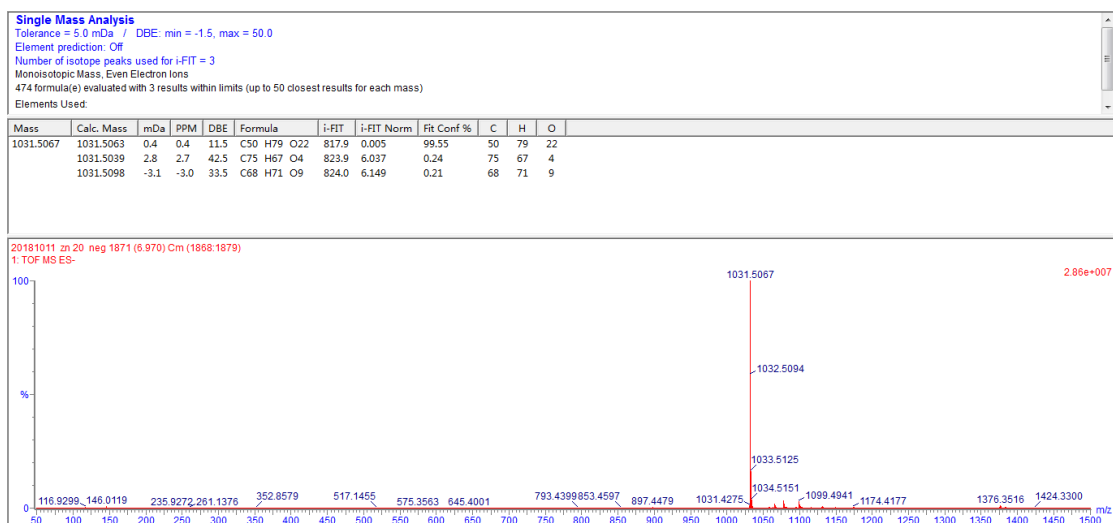 Single Mass Analysis
Tolerance = 5.0 mDa / DBE: min = -1.5, max = 50.0
Element prediction: Off
Number of isotope peaks used for i-FIT = 3
Monoisotopic Mass, Even Electron Ions
474 formula(e) evaluated with 3 results within limits (up to 50 closest results for each mass)
Elements Used:
Mass Calc. Mass mDa PPM DBE Formula i-FIT i-FIT Norm Fit Conf % C H O
1031.5067 1031.5063 0.4 0.4 11.5 C50 H79 O22 817.9 0.005 99.55 50 79 22
1031.5039 2.8 2.7 42.5 C75 H67 O4 823.9 6.037 0.24 75 67 4
1031.5098 -3.1 -3.0 33.5 C68 H71 O9 824.0 6.149 0.21 68 71 9
20181011 zn 20 neg 1871 (6.970) Cm (1868:1879)
1: TOF MS ES-
2.86e+007
1031.5067
100
1032.5094
%
1033.5125
1034.5151
116.9299 146.0119 235.9272 261.1376 352.8579 517.1455 575.3563 645.4001 793.4399 853.4597 897.4479 1031.4275 1099.4941 1174.4177 1376.3516 1424.3300
0
m/z
50 100 150 200 250 300 350 400 450 500 550 600 650 700 750 800 850 900 950 1000 1050 1100 1150 1200 1250 1300 1350 1400 1450 1500